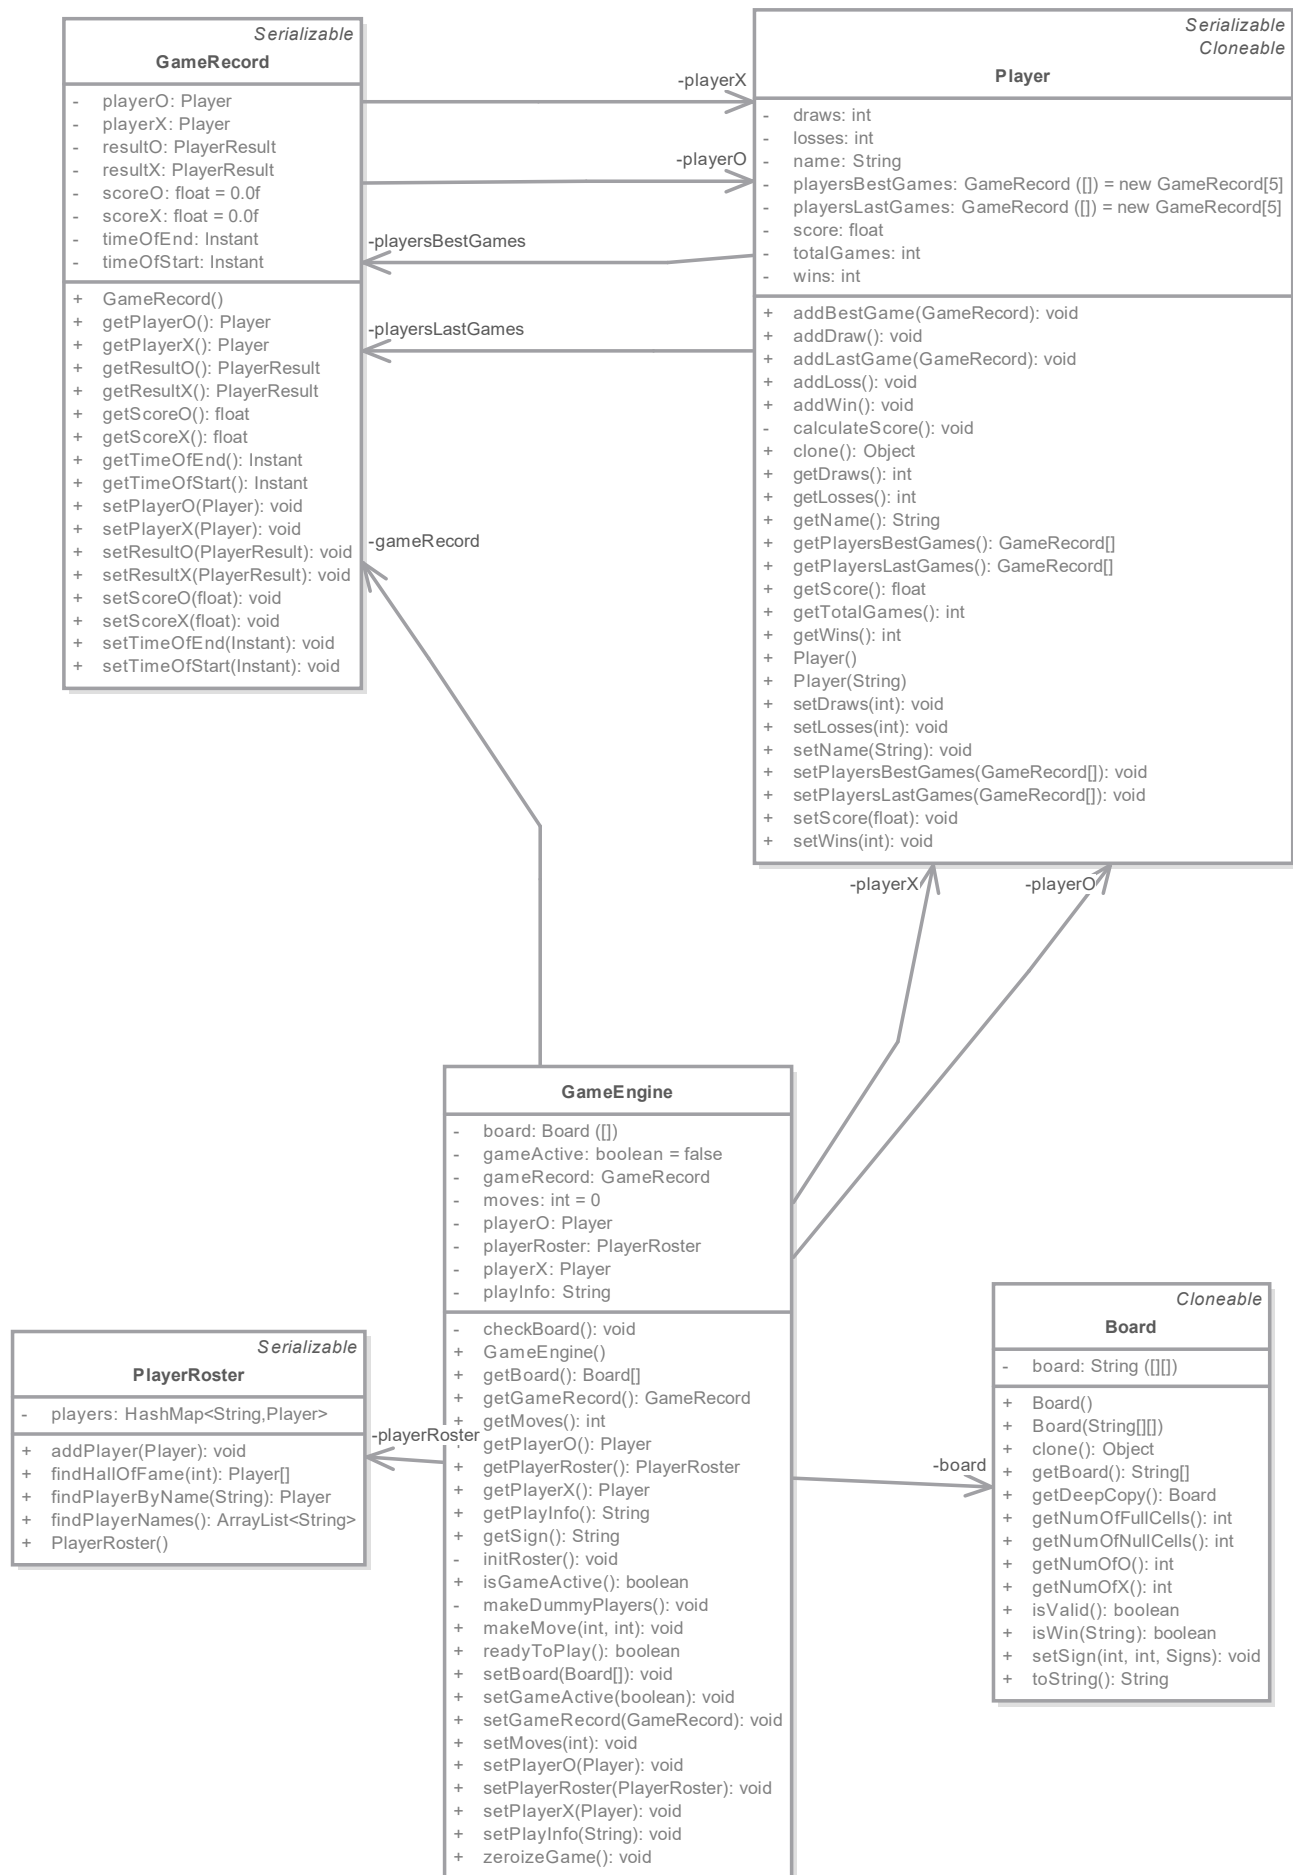 Serializable
GameRecord
- playerO: Player
- playerX: Player
- resultO: PlayerResult
- resultX: PlayerResult
- scoreO: float = 0.0f
- scoreX: float = 0.0f
- timeOfEnd: Instant
- timeOfStart: Instant
+ GameRecord()
+ getPlayerO(): Player
+ getPlayerX(): Player
+ getResultO(): PlayerResult
+ getResultX(): PlayerResult
+ getScoreO(): float
+ getScoreX(): float
+ getTimeOfEnd(): Instant
+ getTimeOfStart(): Instant
+ setPlayerO(Player): void
+ setPlayerX(Player): void
+ setResultO(PlayerResult): void
+ setResultX(PlayerResult): void
+ setScoreO(float): void
+ setScoreX(float): void
+ setTimeOfEnd(Instant): void
+ setTimeOfStart(Instant): void
-playerX
-playerO
-playersBestGames
-playersLastGames
-gameRecord
Serializable
Cloneable
Player
- draws: int
- losses: int
- name: String
- playersBestGames: GameRecord ([]) = new GameRecord[5]
- playersLastGames: GameRecord ([]) = new GameRecord[5]
- score: float
- totalGames: int
- wins: int
+ addBestGame(GameRecord): void
+ addDraw(): void
+ addLastGame(GameRecord): void
+ addLoss(): void
+ addWin(): void
- calculateScore(): void
+ clone(): Object
+ getDraws(): int
+ getLosses(): int
+ getName(): String
+ getPlayersBestGames(): GameRecord[]
+ getPlayersLastGames(): GameRecord[]
+ getScore(): float
+ getTotalGames(): int
+ getWins(): int
+ Player()
+ Player(String)
+ setDraws(int): void
+ setLosses(int): void
+ setName(String): void
+ setPlayersBestGames(GameRecord[]): void
+ setPlayersLastGames(GameRecord[]): void
+ setScore(float): void
+ setWins(int): void
-playerX
-playerO
GameEngine
- board: Board ([])
- gameActive: boolean = false
- gameRecord: GameRecord
- moves: int = 0
- playerO: Player
- playerRoster: PlayerRoster
- playerX: Player
- playInfo: String
- checkBoard(): void
+ GameEngine()
+ getBoard(): Board[]
+ getGameRecord(): GameRecord
+ getMoves(): int
+ getPlayerO(): Player
+ getPlayerRoster(): PlayerRoster
+ getPlayerX(): Player
+ getPlayInfo(): String
+ getSign(): String
- initRoster(): void
+ isGameActive(): boolean
- makeDummyPlayers(): void
+ makeMove(int, int): void
+ readyToPlay(): boolean
+ setBoard(Board[]): void
+ setGameActive(boolean): void
+ setGameRecord(GameRecord): void
+ setMoves(int): void
+ setPlayerO(Player): void
+ setPlayerRoster(PlayerRoster): void
+ setPlayerX(Player): void
+ setPlayInfo(String): void
+ zeroizeGame(): void
Serializable
PlayerRoster
- players: HashMap<String,Player>
+ addPlayer(Player): void
+ findHallOfFame(int): Player[]
+ findPlayerByName(String): Player
+ findPlayerNames(): ArrayList<String>
+ PlayerRoster()
-playerRoster
-board
Cloneable
Board
- board: String ([][])
+ Board()
+ Board(String[][])
+ clone(): Object
+ getBoard(): String[]
+ getDeepCopy(): Board
+ getNumOfFullCells(): int
+ getNumOfNullCells(): int
+ getNumOfO(): int
+ getNumOfX(): int
+ isValid(): boolean
+ isWin(String): boolean
+ setSign(int, int, Signs): void
+ toString(): String